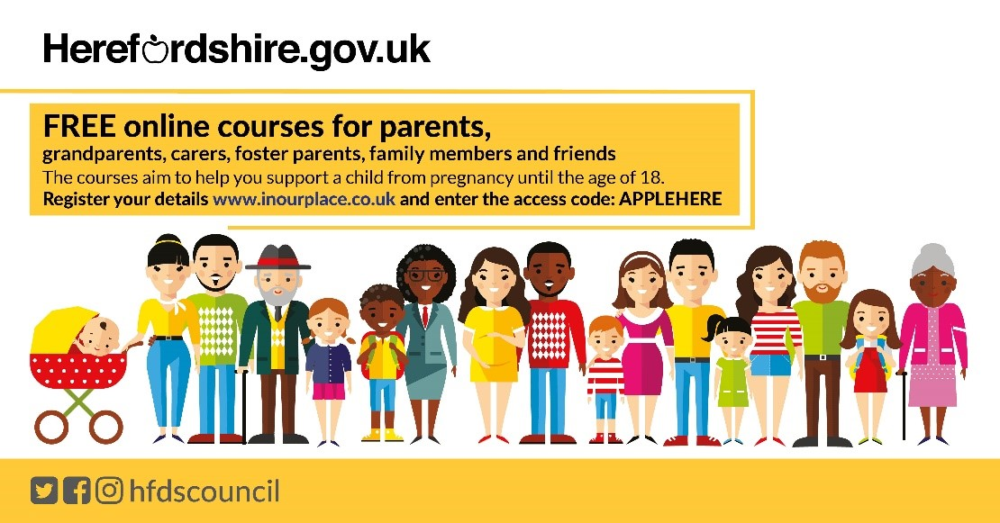 Herefordshire.gov.uk
FREE online courses for parents,
grandparents, carers, foster parents, family members and friends
The courses aim to help you support a child from pregnancy until the age of 18.
Register your details www.inourplace.co.uk and enter the access code: APPLEHERE
hfdscouncil